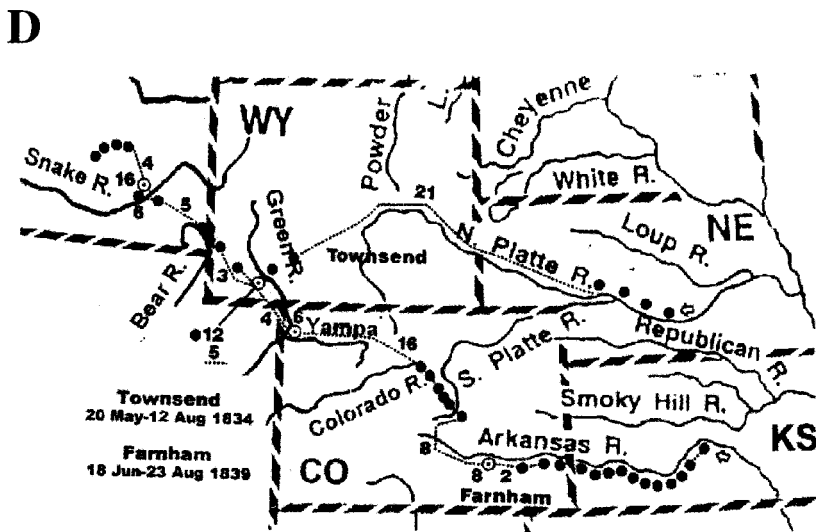 D
WY
Powder
L.
Cheyenne
Snake R.
4
16
6
5
White R.
21
Green R.
Loup R.
NE
N. Platte R.
Townsend
Bear R.
3
12
5
4
6
Yampa
16
S. Platte R.
Republican R.
Colorado R.
Smoky Hill R.
KS
Townsend
20 May-12 Aug 1834
Farnham
18 Jun-23 Aug 1839
8
Arkansas R.
8
2
CO
Farnham